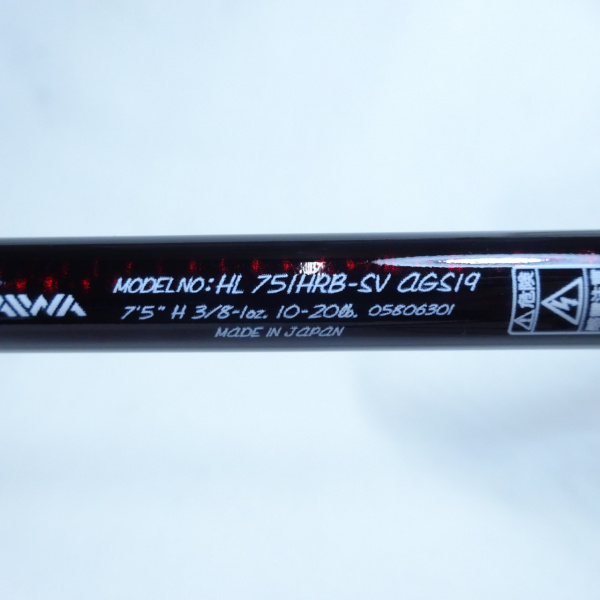 DAIWA
MODEL NO: HL 751HRB-SV AGS19
7'5" H 3/8-1oz. 10-20lb. 05806301
MADE IN JAPAN
危険